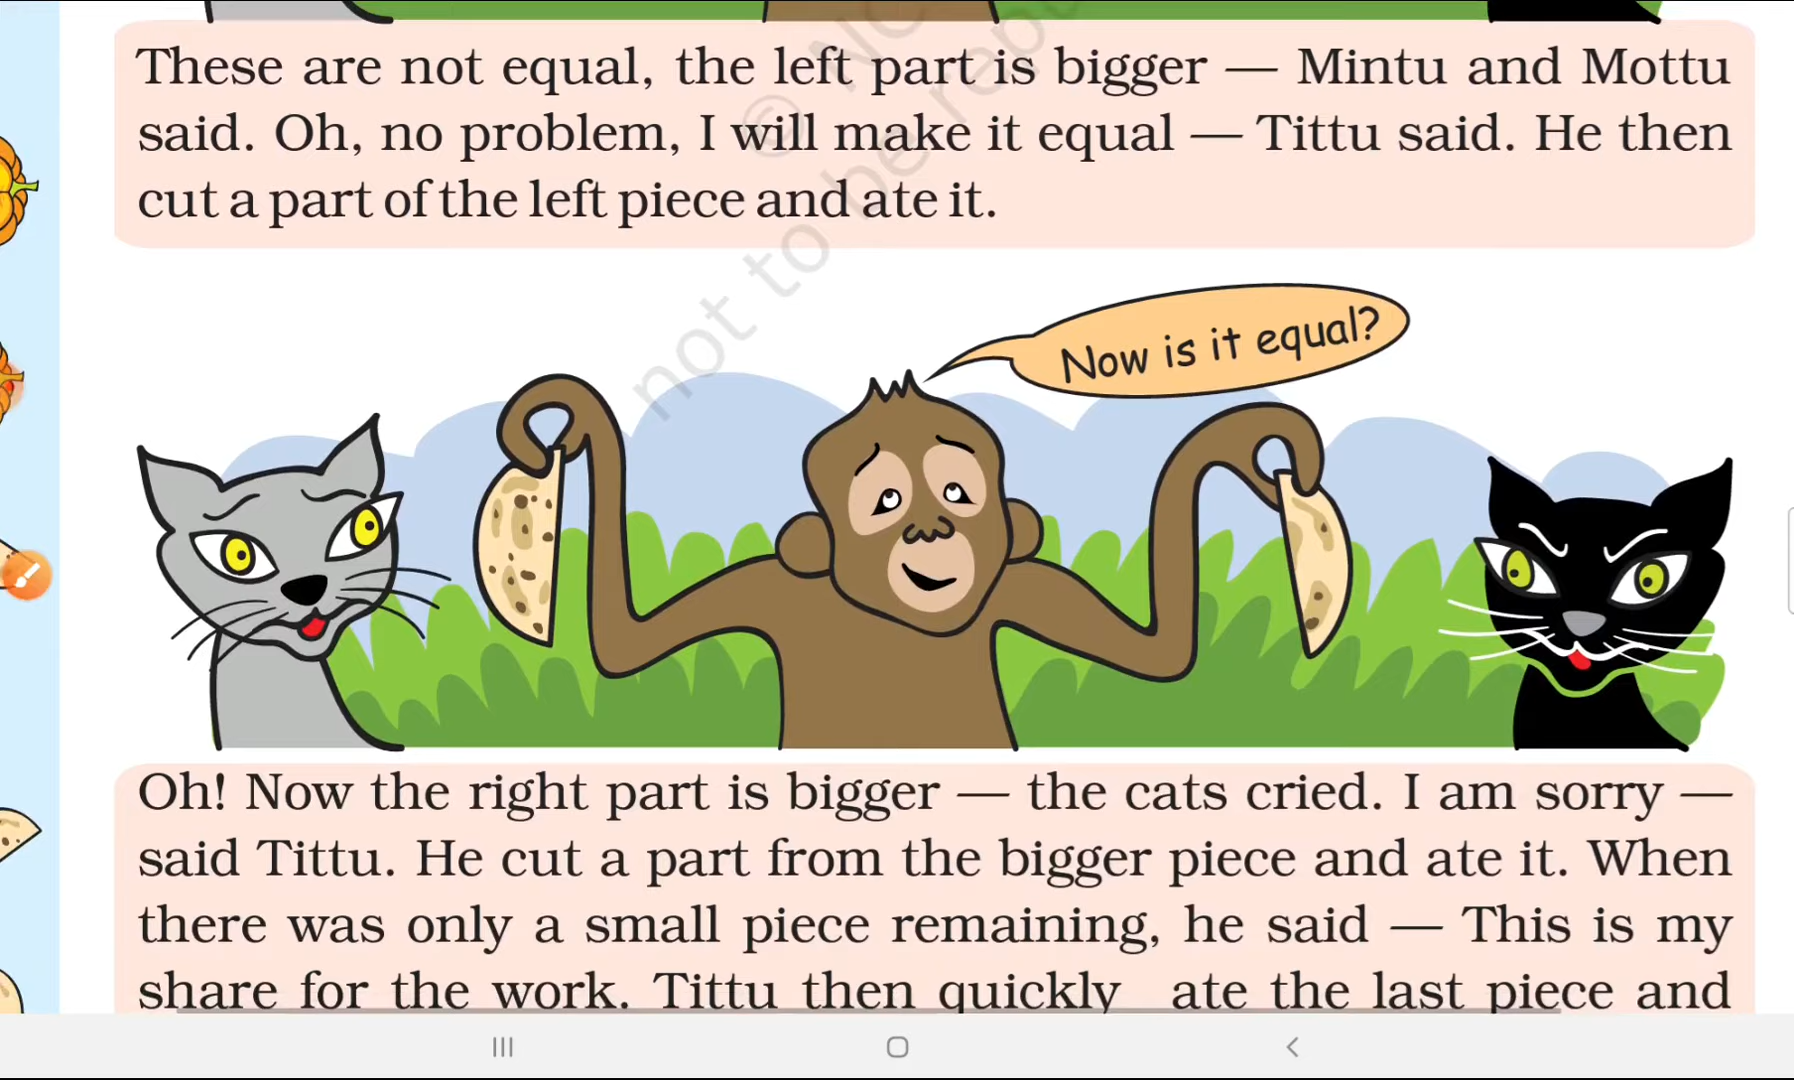 These are not equal, the left part is bigger — Mintu and Mottu
said. Oh, no problem, I will make it equal — Tittu said. He then
cut a part of the left piece and ate it.
Now is it equal?
Oh! Now the right part is bigger — the cats cried. I am sorry —
said Tittu. He cut a part from the bigger piece and ate it. When
there was only a small piece remaining, he said — This is my
share for the work. Tittu then quickly ate the last piece and
not to be rep